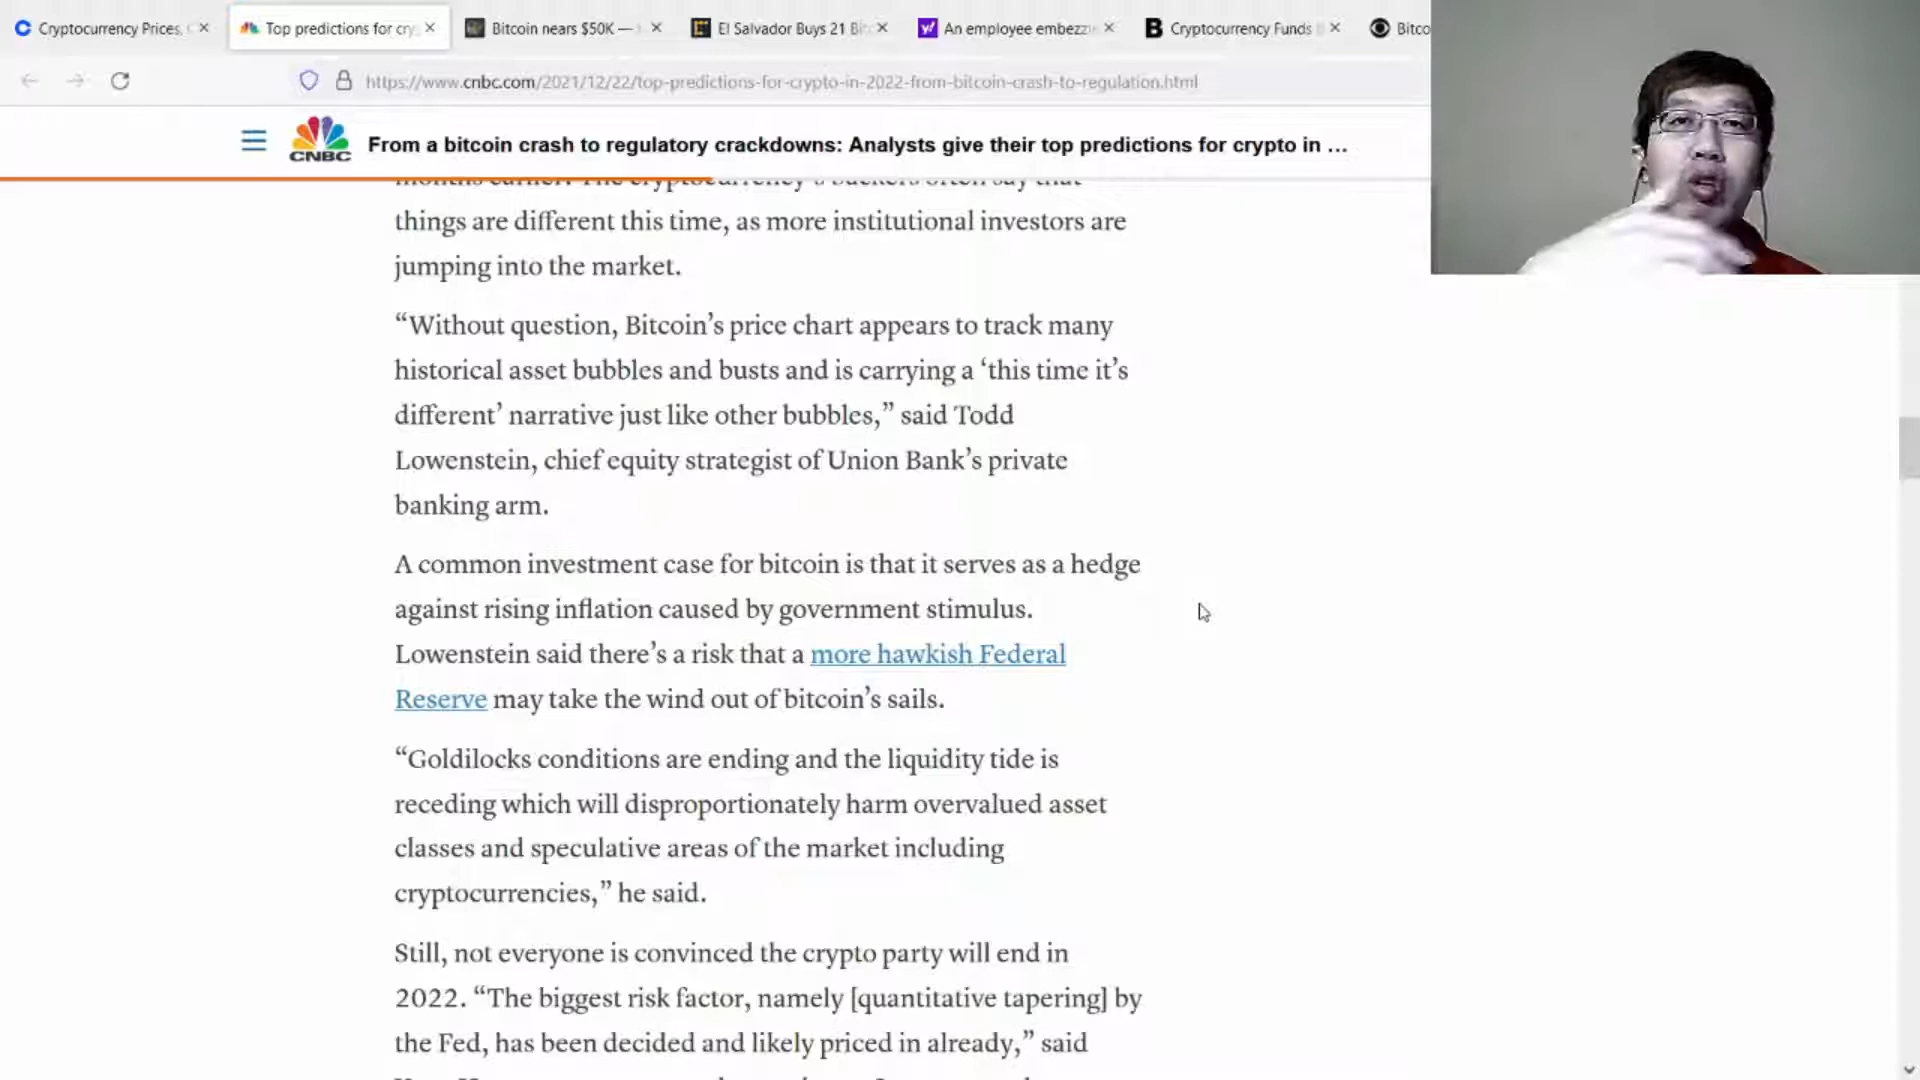 Cryptocurrency Prices,
Top predictions for cry
Bitcoin nears $50K —
El Salvador Buys 21 Bit
An employee embezzl
Cryptocurrency Funds
Bitco
https://www.cnbc.com/2021/12/22/top-predictions-for-crypto-in-2022-from-bitcoin-crash-to-regulation.html
CNBC
From a bitcoin crash to regulatory crackdowns: Analysts give their top predictions for crypto in ...
months earlier. The cryptocurrency's backers often say that
things are different this time, as more institutional investors are
jumping into the market.
“Without question, Bitcoin’s price chart appears to track many
historical asset bubbles and busts and is carrying a ‘this time it’s
different’ narrative just like other bubbles,” said Todd
Lowenstein, chief equity strategist of Union Bank’s private
banking arm.
A common investment case for bitcoin is that it serves as a hedge
against rising inflation caused by government stimulus.
Lowenstein said there’s a risk that a more hawkish Federal
Reserve may take the wind out of bitcoin’s sails.
“Goldilocks conditions are ending and the liquidity tide is
receding which will disproportionately harm overvalued asset
classes and speculative areas of the market including
cryptocurrencies,” he said.
Still, not everyone is convinced the crypto party will end in
2022. “The biggest risk factor, namely [quantitative tapering] by
the Fed, has been decided and likely priced in already,” said